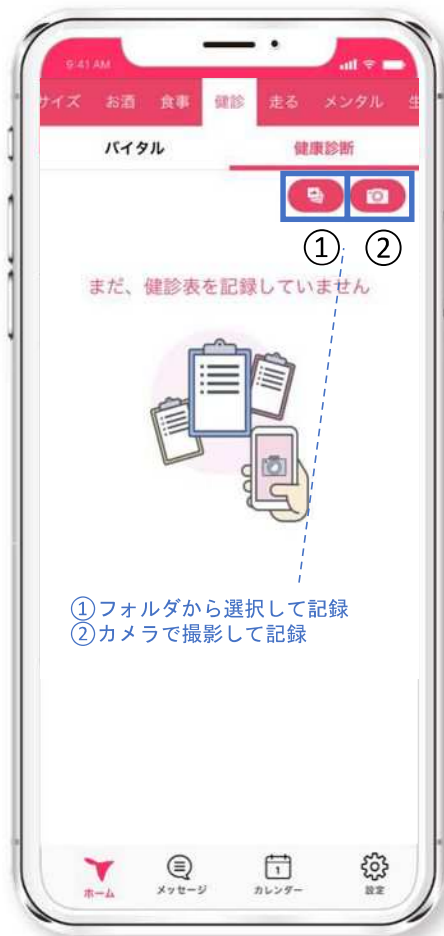 9:41 AM
サイズ お酒 食事 健診 走る メンタル 生
バイタル 健康診断
① ②
まだ、健診表を記録していません
①フォルダから選択して記録
②カメラで撮影して記録
1
ホーム メッセージ カレンダー 設定